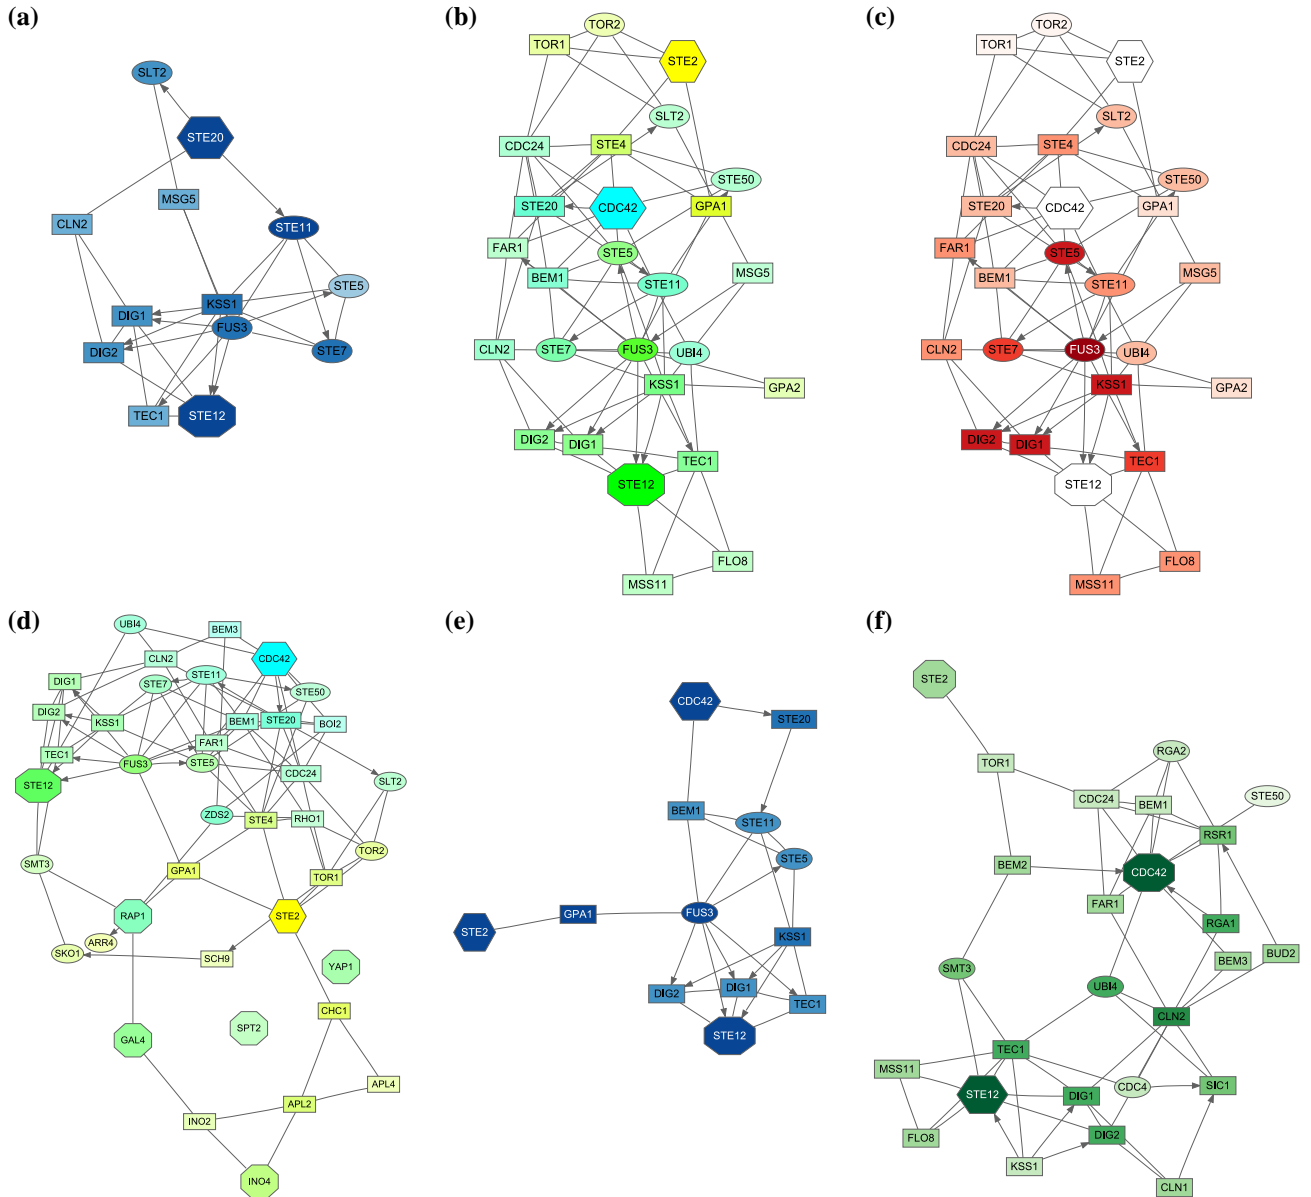 (a)
SLT2
STE20
MSG5
CLN2
STE11
STE5
KSS1
DIG1
FUS3
DIG2
STE7
TEC1
STE12
(b)
TOR2
TOR1
STE2
SLT2
CDC24
STE4
STE50
STE20
CDC42
GPA1
FAR1
STE5
BEM1
STE11
MSG5
CLN2
STE7
FUS3
UBI4
KSS1
GPA2
DIG2
DIG1
TEC1
STE12
FLO8
MSS11
(c)
TOR2
TOR1
STE2
SLT2
CDC24
STE4
STE50
STE20
CDC42
GPA1
FAR1
STE5
BEM1
STE11
MSG5
CLN2
STE7
FUS3
UBI4
KSS1
GPA2
DIG2
DIG1
TEC1
STE12
FLO8
MSS11
(d)
UBI4
BEM3
CLN2
CDC42
DIG1
STE7
STE11
STE50
DIG2
KSS1
BEM1
STE20
BOI2
TEC1
FAR1
FUS3
STE5
CDC24
STE12
SLT2
ZDS2
STE4
RHO1
SMT3
GPA1
TOR2
TOR1
RAP1
STE2
SKO1
ARR4
SCH9
YAP1
CHC1
SPT2
GAL4
APL4
APL2
INO2
INO4
(e)
CDC42
STE20
BEM1
STE11
STE5
STE2
GPA1
FUS3
KSS1
DIG2
DIG1
TEC1
STE12
(f)
STE2
TOR1
RGA2
CDC24
BEM1
STE50
RSR1
BEM2
CDC42
FAR1
RGA1
SMT3
BEM3
BUD2
UBI4
CLN2
TEC1
MSS11
STE12
DIG1
CDC4
SIC1
FLO8
DIG2
KSS1
CLN1